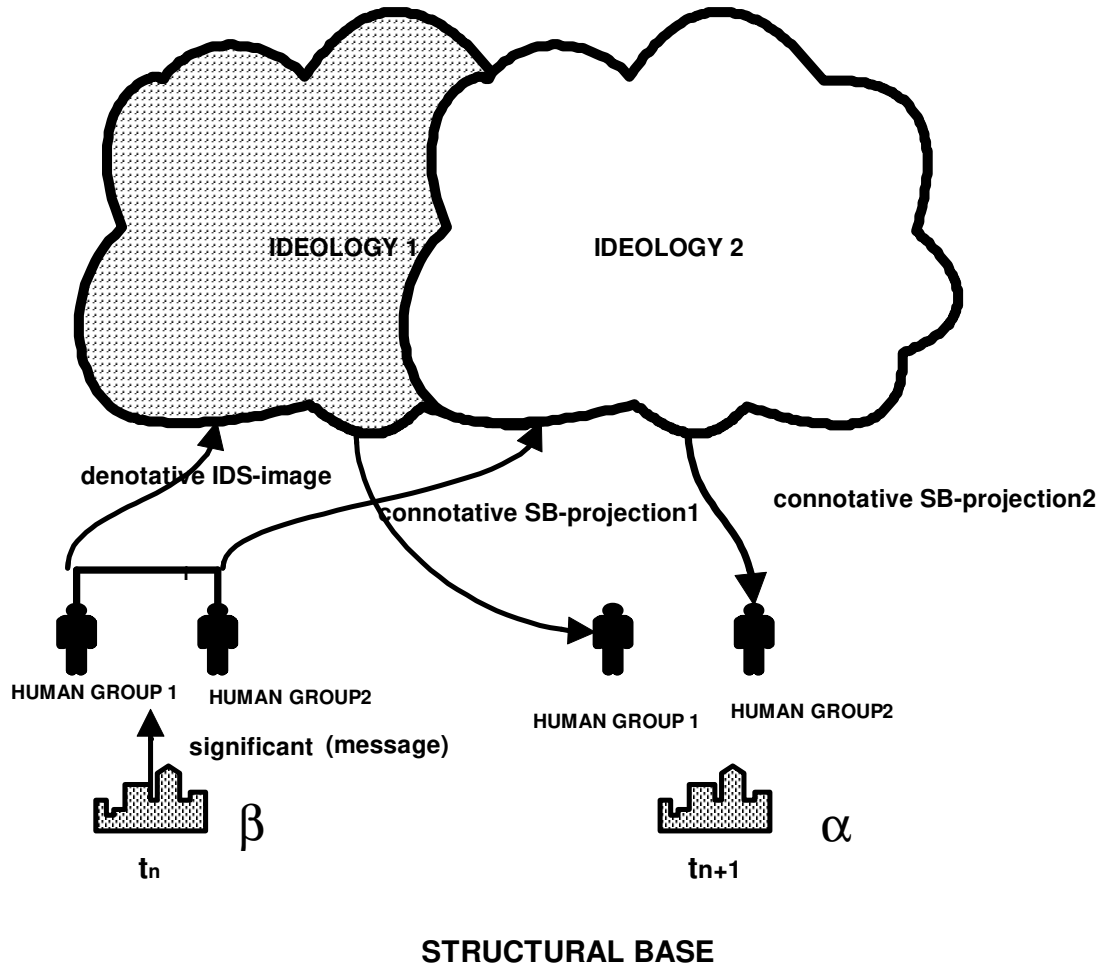 IDEOLOGY 1
IDEOLOGY 2
denotative IDS-image
connotative SB-projection1
connotative SB-projection2
HUMAN GROUP 1
HUMAN GROUP2
HUMAN GROUP 1
HUMAN GROUP2
significant (message)
β
α
tn
tn+1
STRUCTURAL BASE